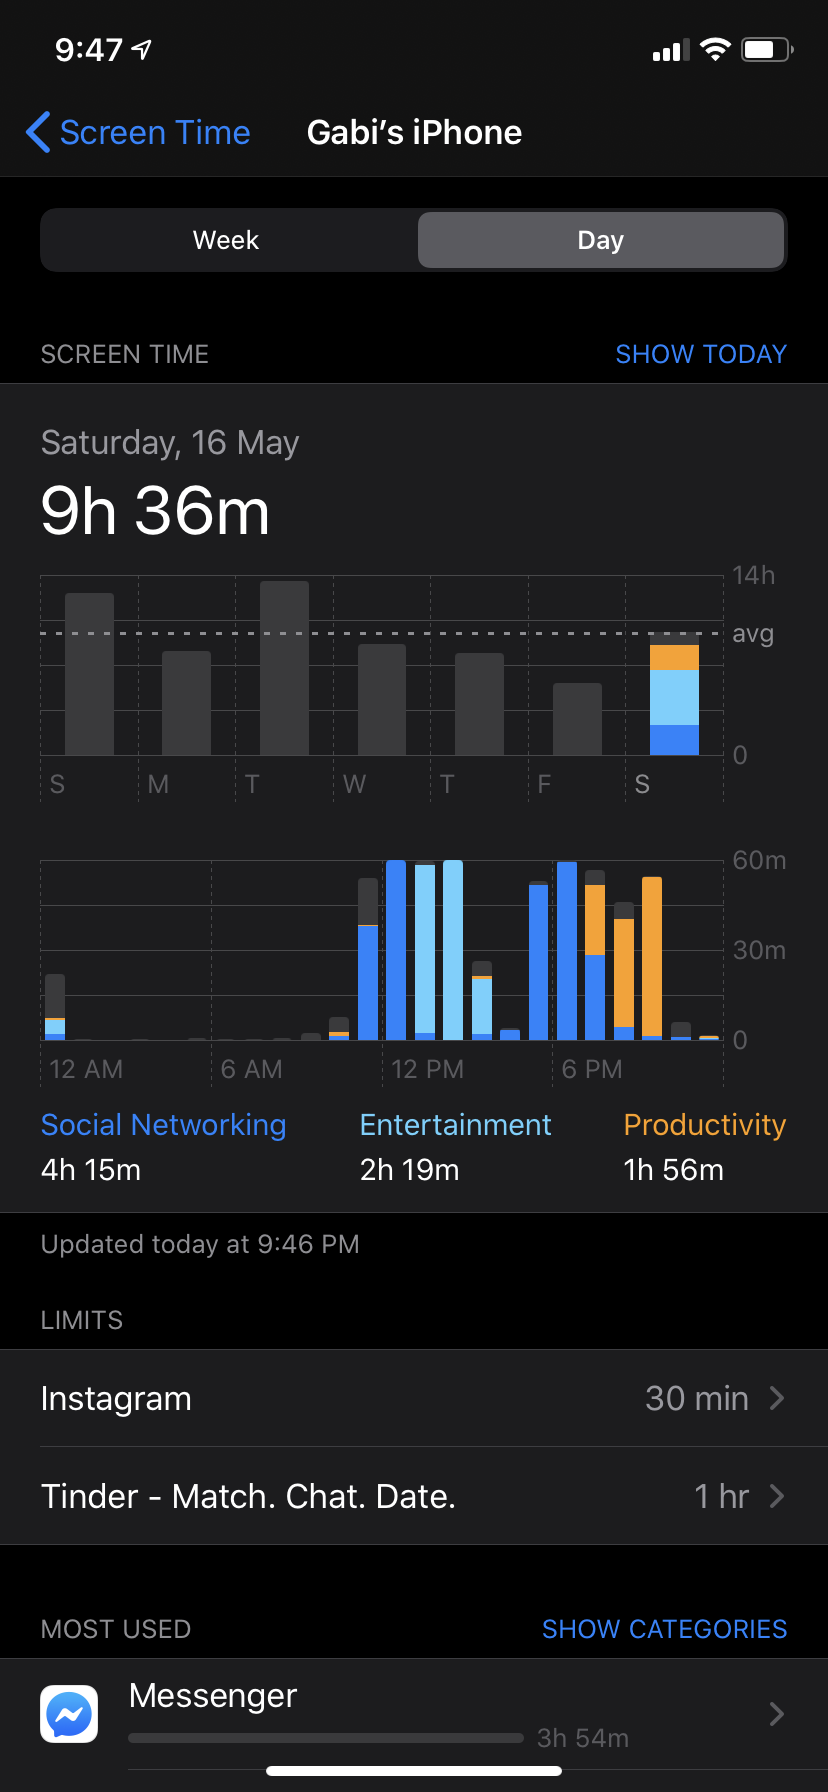 9:47
Screen Time Gabi’s iPhone
Week Day
SCREEN TIME SHOW TODAY
Saturday, 16 May
9h 36m
14h
avg
0
S M T W T F S
60m
30m
0
12 AM 6 AM 12 PM 6 PM
Social Networking Entertainment Productivity
4h 15m 2h 19m 1h 56m
Updated today at 9:46 PM
LIMITS
Instagram 30 min
Tinder - Match. Chat. Date. 1 hr
MOST USED SHOW CATEGORIES
Messenger
3h 54m